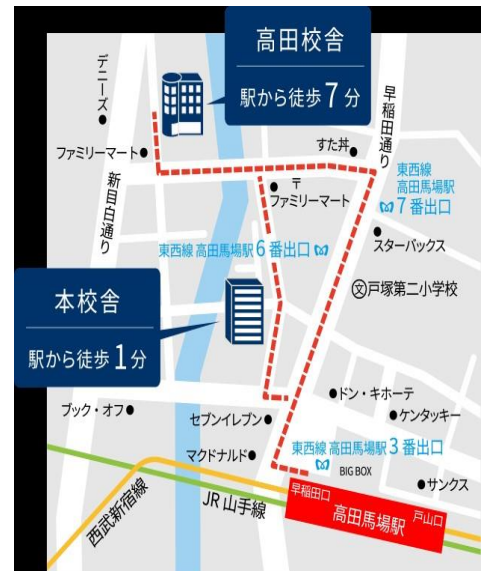 高田校舎
駅から徒歩7分
デニーズ
ファミリーマート
新目白通り
早稲田通り
すた丼
東西線
高田馬場駅
7番出口
〒
ファミリーマート
スターバックス
東西線 高田馬場駅6番出口
文戸塚第二小学校
本校舎
駅から徒歩1分
ドン・キホーテ
ブック・オフ
セブンイレブン
ケンタッキー
マクドナルド
東西線 高田馬場駅3番出口
BIG BOX
サンクス
西武新宿線
JR山手線
早稲田口
高田馬場駅
戸山口